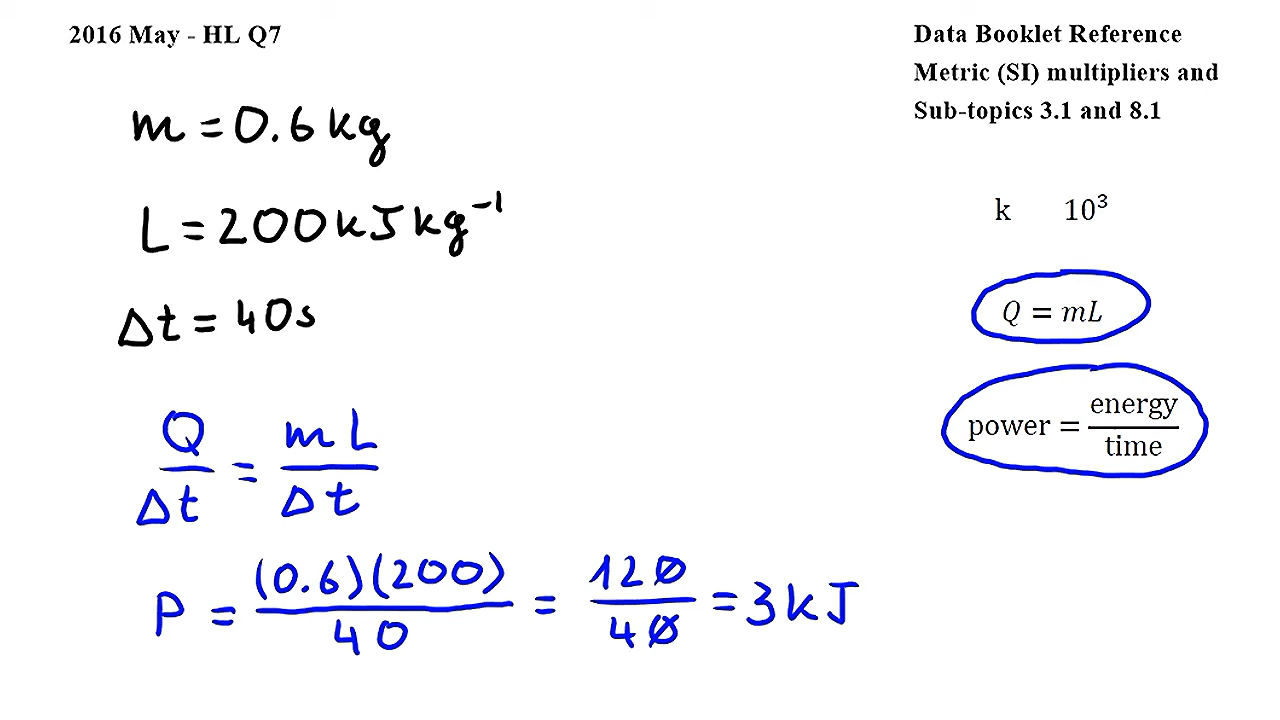 2016 May - HL Q7
Data Booklet Reference
Metric (SI) multipliers and
Sub-topics 3.1 and 8.1
m = 0.6 kg
L = 200 kJ kg⁻¹
Δt = 40s
k 10³
Q = mL
power = energy/time
Q/Δt = mL/Δt
P = (0.6)(200)/40 = 120/40 = 3 kJ